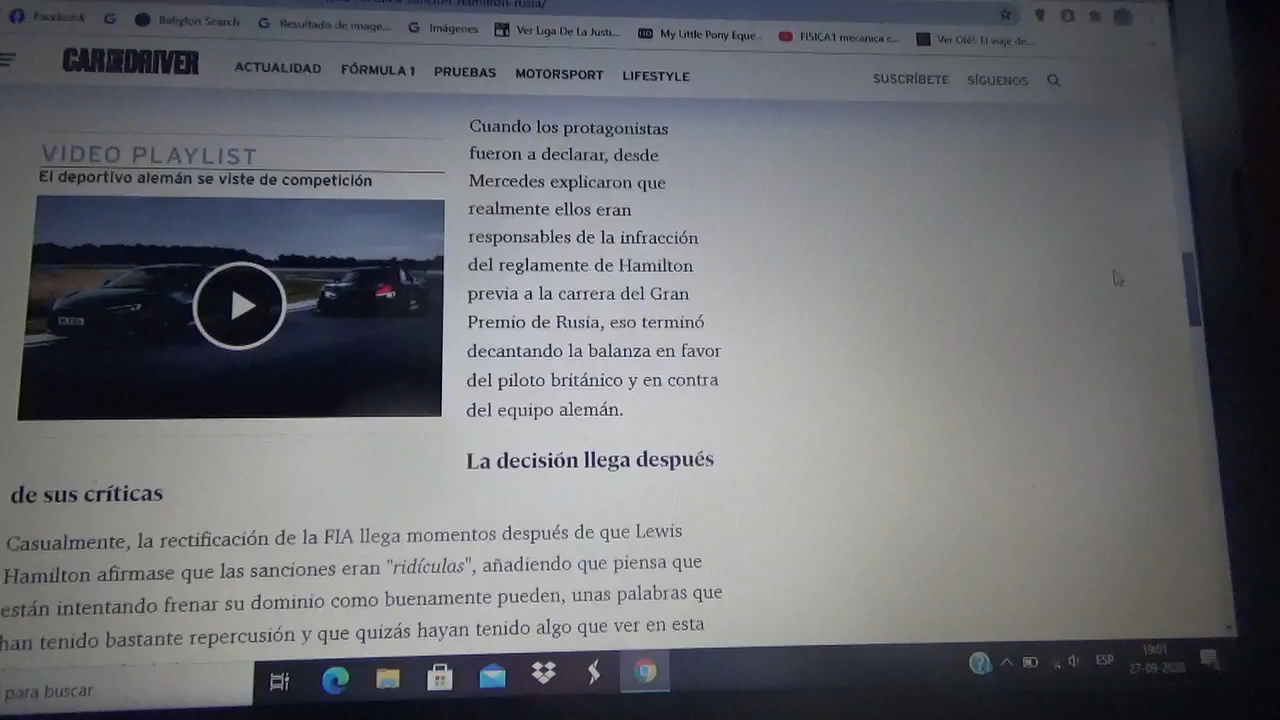 hamilton-rusia/
Facebook
Babylon Search
Resultado de image...
Imágenes
Ver Liga De La Justi...
My Little Pony Eque...
FISICA1 mecanica c...
Ver Olé! El viaje de...
CAR AND DRIVER
ACTUALIDAD FÓRMULA 1 PRUEBAS MOTORSPORT LIFESTYLE
SUSCRÍBETE SÍGUENOS
VIDEO PLAYLIST
El deportivo alemán se viste de competición
Cuando los protagonistas
fueron a declarar, desde
Mercedes explicaron que
realmente ellos eran
responsables de la infracción
del reglamente de Hamilton
previa a la carrera del Gran
Premio de Rusia, eso terminó
decantando la balanza en favor
del piloto británico y en contra
del equipo alemán.
La decisión llega después
de sus críticas
Casualmente, la rectificación de la FIA llega momentos después de que Lewis
Hamilton afirmase que las sanciones eran "ridículas", añadiendo que piensa que
están intentando frenar su dominio como buenamente pueden, unas palabras que
han tenido bastante repercusión y que quizás hayan tenido algo que ver en esta
para buscar
ESP
19:01
27-09-2020